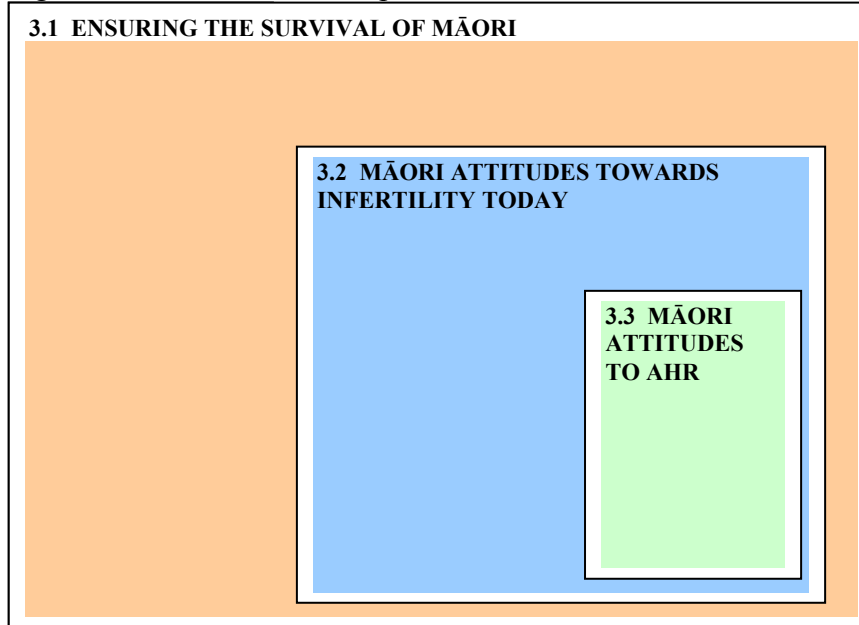 3.1 ENSURING THE SURVIVAL OF MĀORI
3.2 MĀORI ATTITUDES TOWARDS
INFERTILITY TODAY
3.3 MĀORI
ATTITUDES
TO AHR